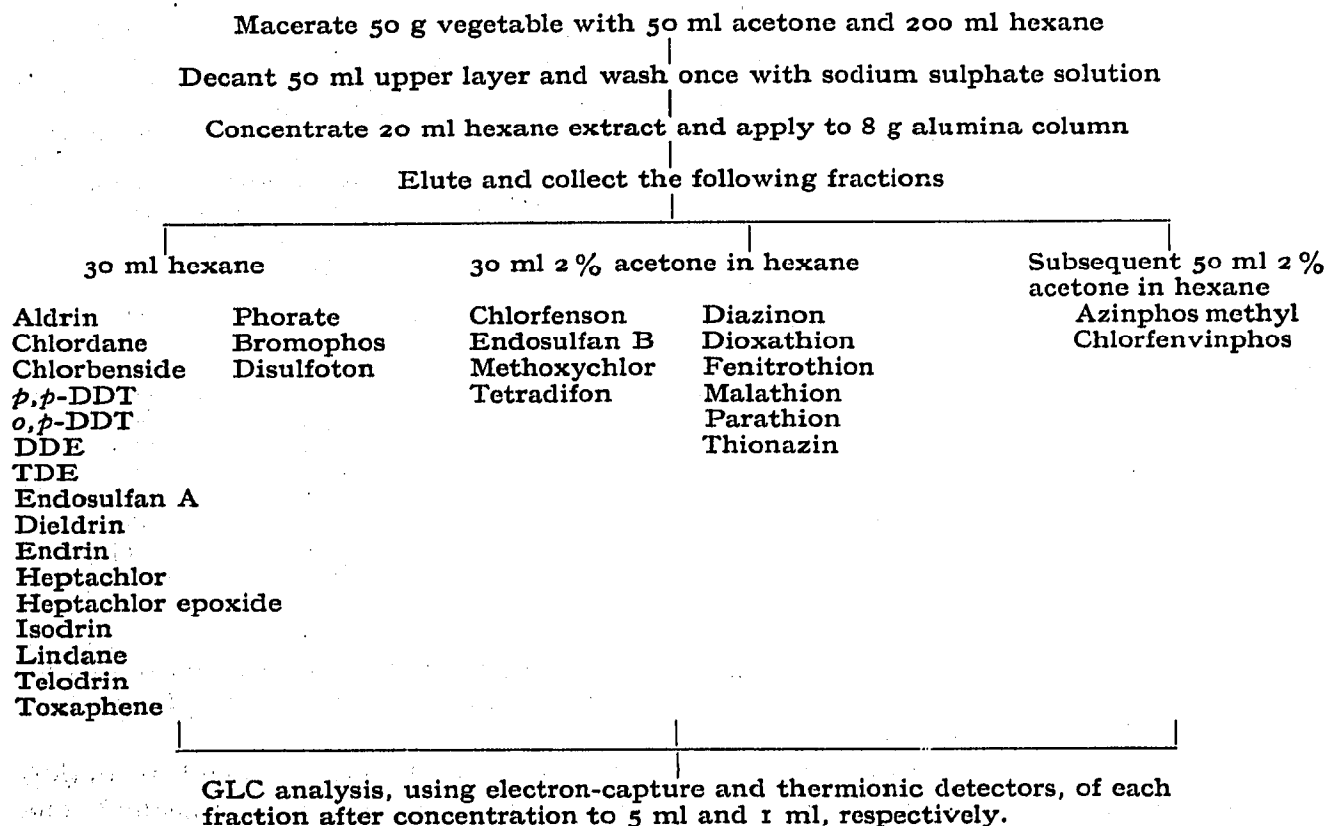 Macerate 50 g vegetable with 50 ml acetone and 200 ml hexane
Decant 50 ml upper layer and wash once with sodium sulphate solution
Concentrate 20 ml hexane extract and apply to 8 g alumina column
Elute and collect the following fractions
30 ml hexane
Aldrin
Chlordane
Chlorbenside
p,p-DDT
o,p-DDT
DDE
TDE
Endosulfan A
Dieldrin
Endrin
Heptachlor
Heptachlor epoxide
Isodrin
Lindane
Telodrin
Toxaphene
Phorate
Bromophos
Disulfoton
30 ml 2% acetone in hexane
Chlorfenson
Endosulfan B
Methoxychlor
Tetradifon
Diazinon
Dioxathion
Fenitrothion
Malathion
Parathion
Thionazin
Subsequent 50 ml 2%
acetone in hexane
Azinphos methyl
Chlorfenvinphos
GLC analysis, using electron-capture and thermionic detectors, of each
fraction after concentration to 5 ml and 1 ml, respectively.